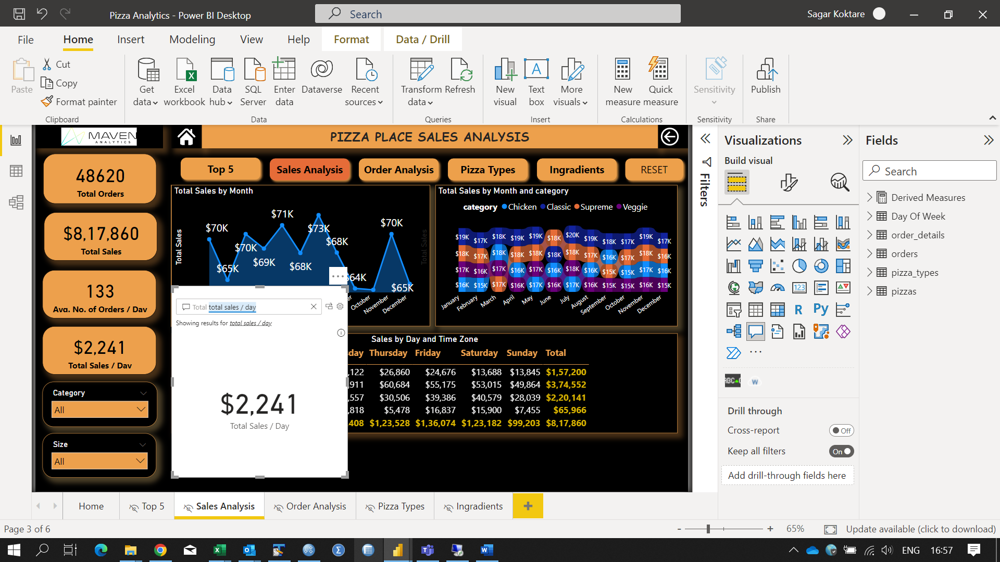 Pizza Analytics - Power BI Desktop
Search
Sagar Koktare
File Home Insert Modeling View Help Format Data / Drill
Paste
Cut
Copy
Format painter
Clipboard
Get data
Excel workbook
Data hub
SQL Server
Enter data
Dataverse
Recent sources
Data
Transform data
Refresh
Queries
New visual
Text box
More visuals
Insert
New measure
Quick measure
Calculations
Sensitivity
Sensitivity
Publish
Share
MAVEN
ANALYTICS
PIZZA PLACE SALES ANALYSIS
48620
Total Orders
$8,17,860
Total Sales
133
Avg. No. of Orders / Day
$2,241
Total Sales / Day
Category
All
Size
All
Top 5 Sales Analysis Order Analysis Pizza Types Ingradients RESET
Total Sales by Month
Total Sales
$70K $65K $70K $69K $71K $68K $73K $68K $64K $70K $65K
October November December
Total Sales
Total Sales by Month and category
category Chicken Classic Supreme Veggie
$19K $17K $18K $19K $19K $18K $20K $19K $18K $17K $19K $17K
$18K $17K $18K $18K $18K $18K $18K $17K $16K $17K $18K $16K
$17K $16K $17K $16K $17K $16K $18K $16K $15K $15K $17K $16K
$16K $15K $17K $16K $17K $16K $17K $16K $15K $15K $16K $15K
January February March April May June July August September October November December
Total total sales / day
Showing results for total sales / day
$2,241
Total Sales / Day
Sales by Day and Time Zone
day Thursday Friday Saturday Sunday Total
,122 $26,860 $24,676 $13,688 $13,845 $1,57,200
,911 $60,684 $55,175 $53,015 $49,864 $3,74,552
,557 $30,506 $39,386 $40,579 $28,039 $2,20,141
,818 $5,478 $16,837 $15,900 $7,455 $65,966
408 $1,23,528 $1,36,074 $1,23,182 $99,203 $8,17,860
Filters
Visualizations
Build visual
123
R
Py
ABC
W
Drill through
Cross-report
Off
Keep all filters
On
Add drill-through fields here
Fields
Search
Derived Measures
Day Of Week
order_details
orders
pizza_types
pizzas
Home Top 5 Sales Analysis Order Analysis Pizza Types Ingradients +
Page 3 of 6
- + 65%
Update available (click to download)
ENG 16:57